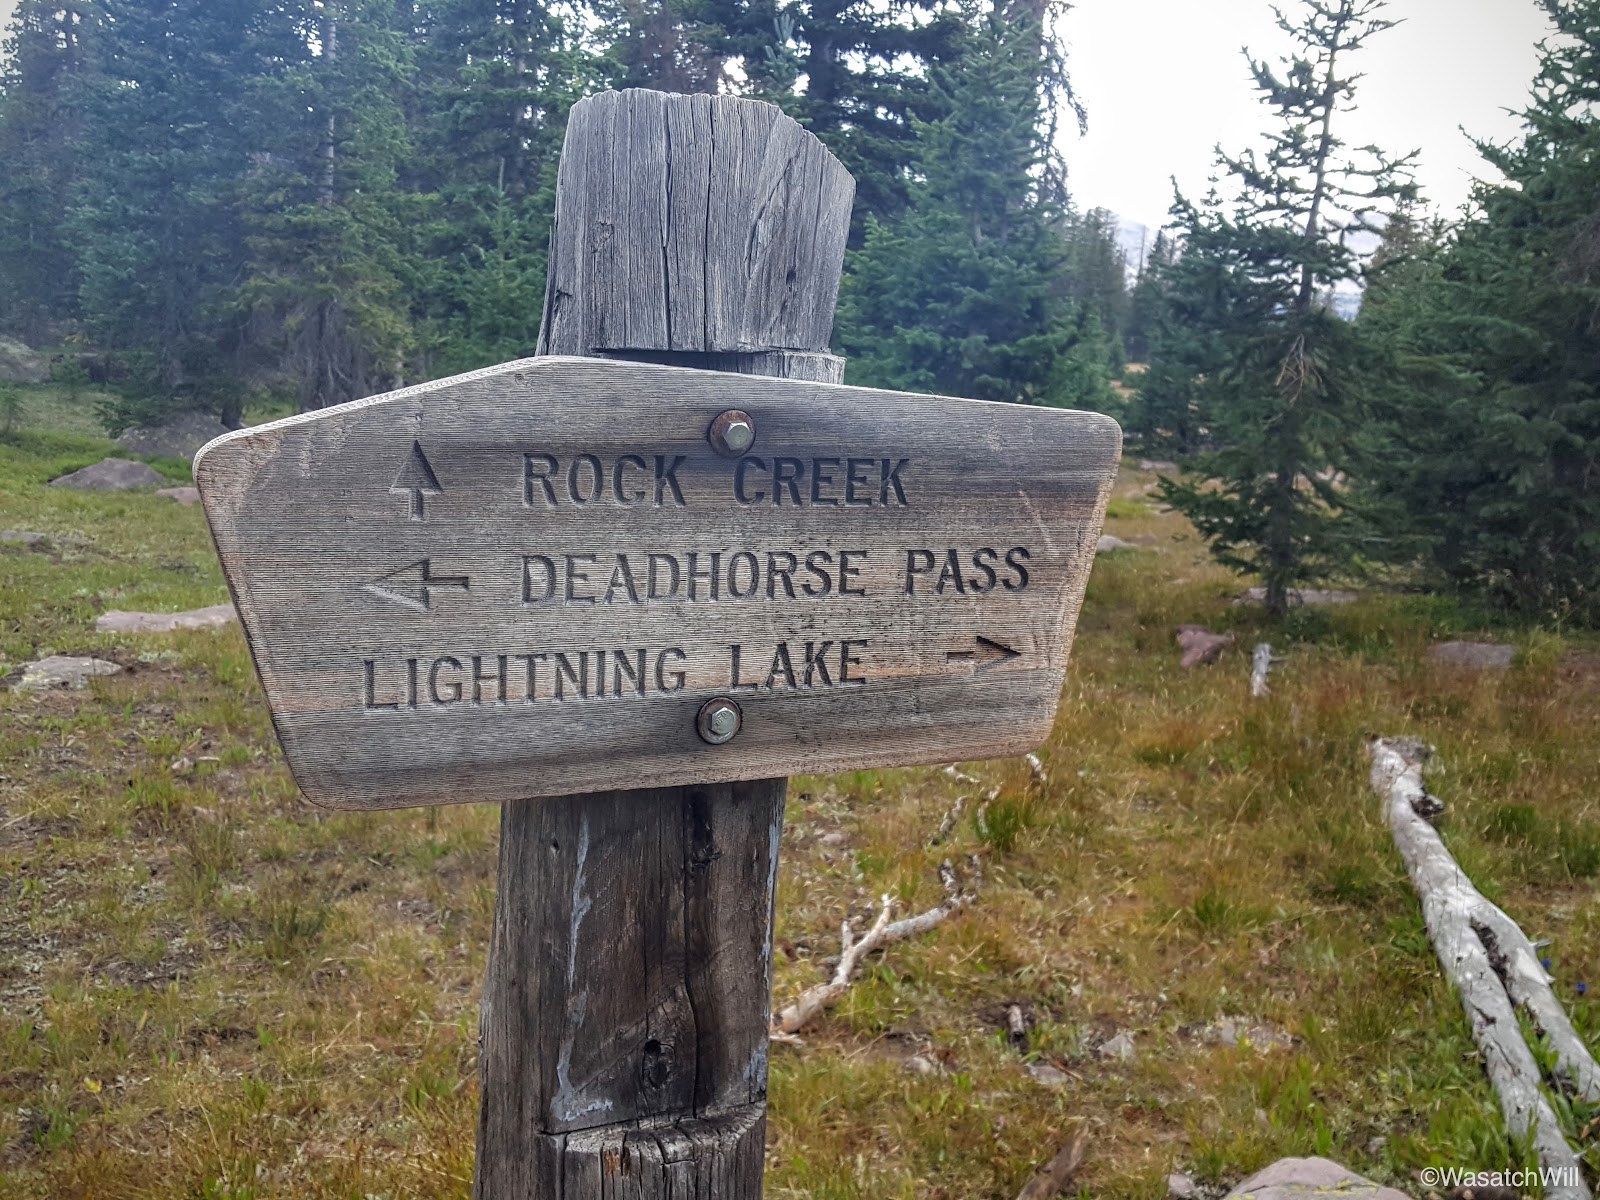 ↑ ROCK CREEK
← DEADHORSE PASS
LIGHTNING LAKE →
©WasatchWill